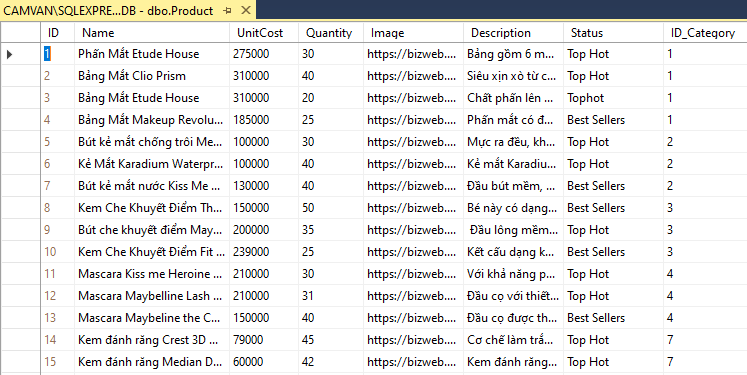 CAMVAN\SQLEXPRE...DB - dbo.Product
ID Name UnitCost Quantity Image Description Status ID_Category
1 Phấn Mắt Etude House 275000 30 https://bizweb.... Bảng gồm 6 m... Top Hot 1
2 Bảng Mắt Clio Prism 310000 40 https://bizweb.... Siêu xịn xò từ c... Top Hot 1
3 Bảng Mắt Etude House 310000 20 https://bizweb.... Chất phấn lên ... Tophot 1
4 Bảng Mắt Makeup Revolu... 185000 25 https://bizweb.... Phấn mắt có đ... Best Sellers 1
5 Bút kẻ mắt chống trôi Me... 100000 30 https://bizweb.... Mực ra đều, kh... Top Hot 2
6 Kẻ Mắt Karadium Waterpr... 100000 40 https://bizweb.... Kẻ mắt Karadiu... Top Hot 2
7 Bút kẻ mắt nước Kiss Me ... 130000 40 https://bizweb.... Đầu bút mềm, ... Best Sellers 2
8 Kem Che Khuyết Điểm Th... 150000 50 https://bizweb.... Bé này có dạng... Best Sellers 3
9 Bút che khuyết điểm May... 200000 35 https://bizweb.... Đầu lông mềm... Top Hot 3
10 Kem Che Khuyết Điểm Fit ... 239000 25 https://bizweb.... Kết cấu dạng k... Best Sellers 3
11 Mascara Kiss me Heroine ... 210000 30 https://bizweb.... Với khả năng p... Top Hot 4
12 Mascara Maybelline Lash ... 210000 31 https://bizweb.... Đầu cọ với thiết... Top Hot 4
13 Mascara Maybeline the C... 150000 40 https://bizweb.... Đầu cọ được th... Best Sellers 4
14 Kem đánh răng Crest 3D ... 79000 45 https://bizweb.... Cơ chế làm trắ... Top Hot 7
15 Kem đánh răng Median D... 60000 42 https://bizweb.... Kem đánh răng... Top Hot 7